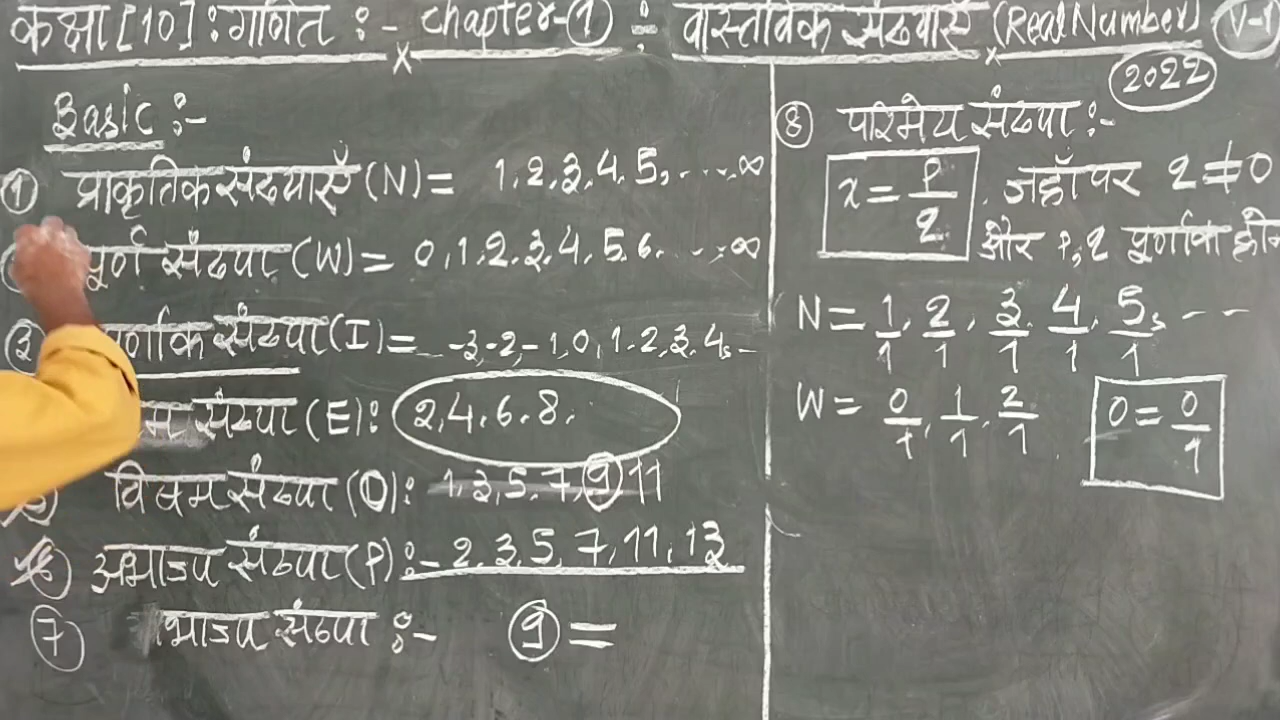 कक्षा [10] : गणित :- Chapter-① : वास्तविक संख्याएँ (Real Number) V-1
2022
Basic :-
① प्राकृतिक संख्याएँ (N) = 1, 2, 3, 4, 5, ....∞
पूर्ण संख्या (W) = 0, 1, 2, 3, 4, 5, 6. ...∞
③ संख्या (I) = -3, -2, -1, 0, 1, 2, 3, 4, -
संख्या (E): 2, 4, 6, 8.
विषम संख्या (O): 1, 3, 5, 7, ⑨, 11
⑥ अभाज्य संख्या (P) :- 2, 3, 5, 7, 11, 13
⑦ भाज्य संख्या :- ⑨ =
⑧ परिमेय संख्या :-
x = p/q , जहाँ पर q ≠ 0
और p, q पूर्णांक
N = 1/1, 2/1, 3/1, 4/1, 5/1, --
W = 0/1, 1/1, 2/1 0 = 0/1